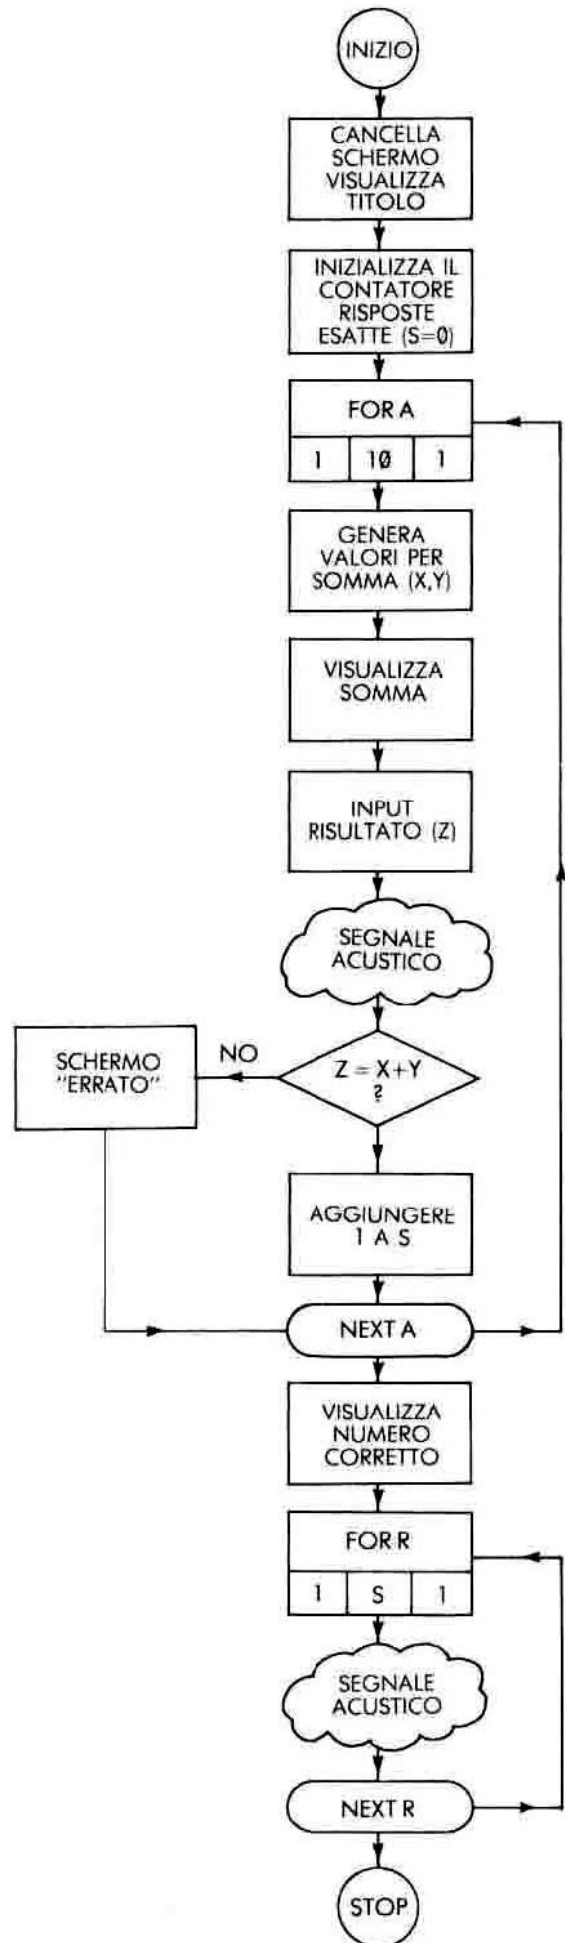 INIZIO
CANCELLA
SCHERMO
VISUALIZZA
TITOLO
INIZIALIZZA IL
CONTATORE
RISPOSTE
ESATTE (S=0)
FOR A
1 10 1
GENERA
VALORI PER
SOMMA (X,Y)
VISUALIZZA
SOMMA
INPUT
RISULTATO (Z)
SEGNALE
ACUSTICO
Z = X+Y
?
NO
SCHERMO
"ERRATO"
AGGIUNGERE
1 A S
NEXT A
VISUALIZZA
NUMERO
CORRETTO
FOR R
1 S 1
SEGNALE
ACUSTICO
NEXT R
STOP